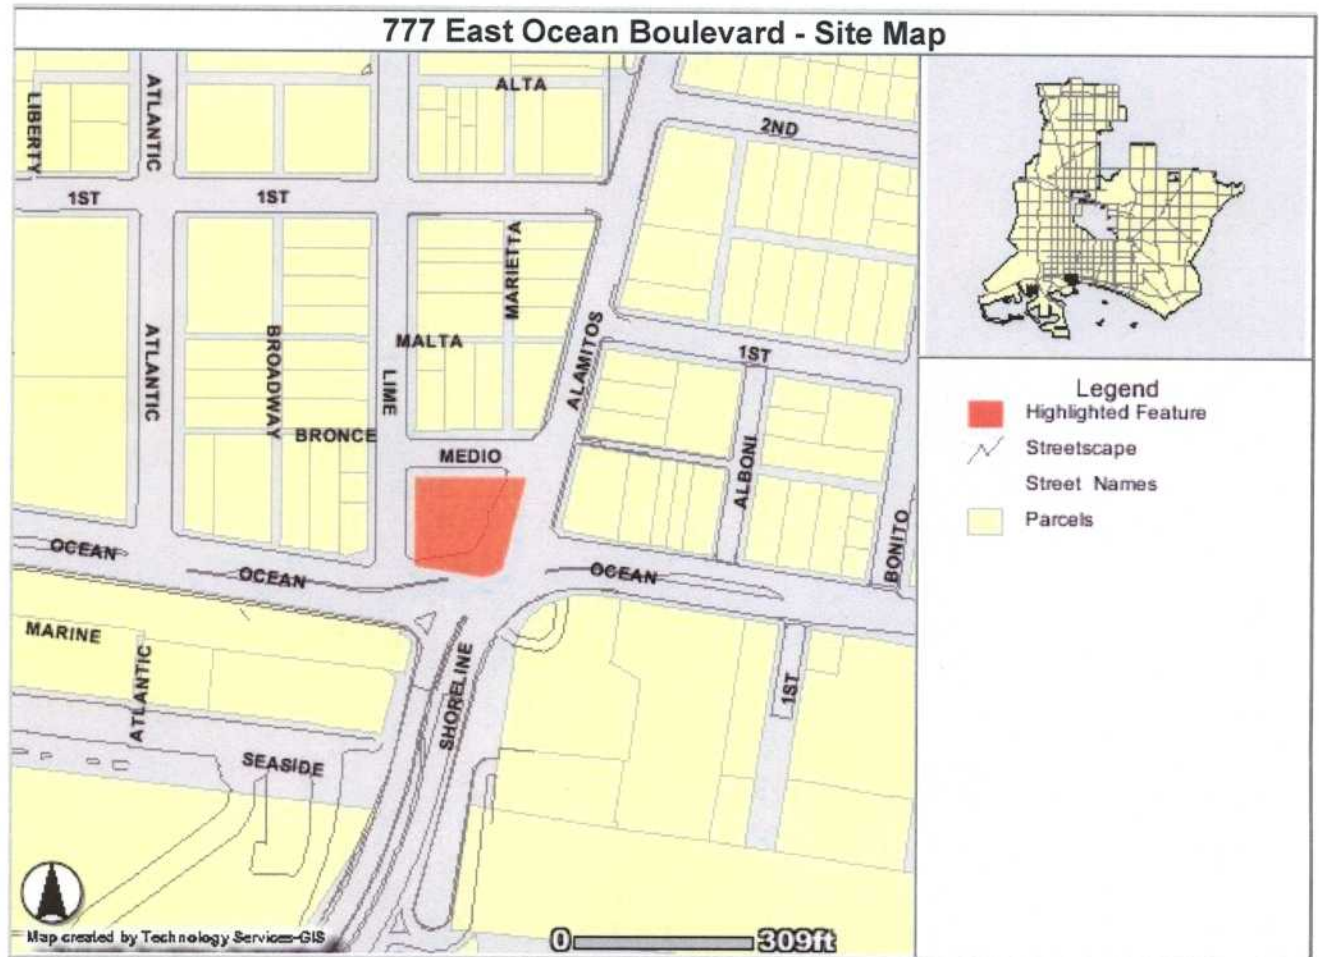 777 East Ocean Boulevard - Site Map
ALTA
LIBERTY
ATLANTIC
2ND
1ST
1ST
MARIETTA
ATLANTIC
BROADWAY
MALTA
ALAMITOS
1ST
LIME
BRONCE
MEDIO
ALBONI
BONITO
OCEAN
OCEAN
OCEAN
MARINE
ATLANTIC
SHORELINE
1ST
SEASIDE
Map created by Technology Services-GIS
0 309ft
Legend
Highlighted Feature
Streetscape
Street Names
Parcels